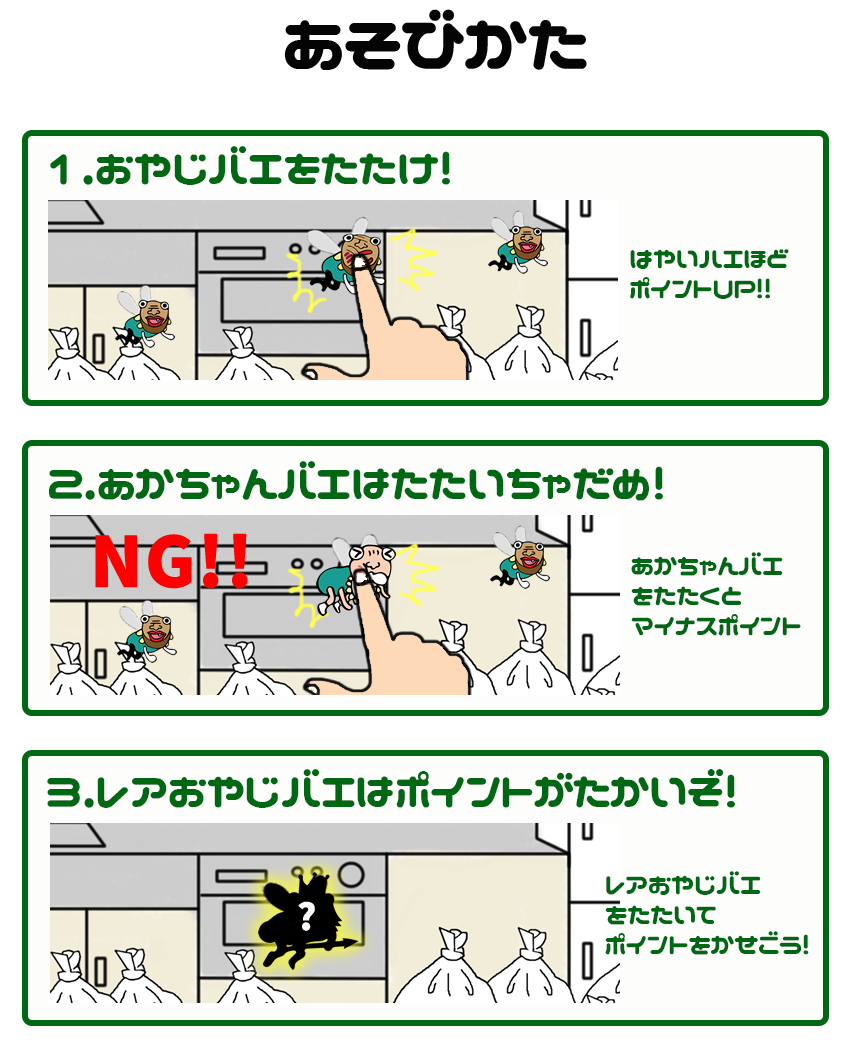 あそびかた
1.おやじバエをたたけ!
はやいハエほど
ポイントUP!!
2.あかちゃんバエはたたいちゃだめ!
NG!!
あかちゃんバエ
をたたくと
マイナスポイント
3.レアおやじバエはポイントがたかいぞ!
?
レアおやじバエ
をたたいて
ポイントをかせごう!